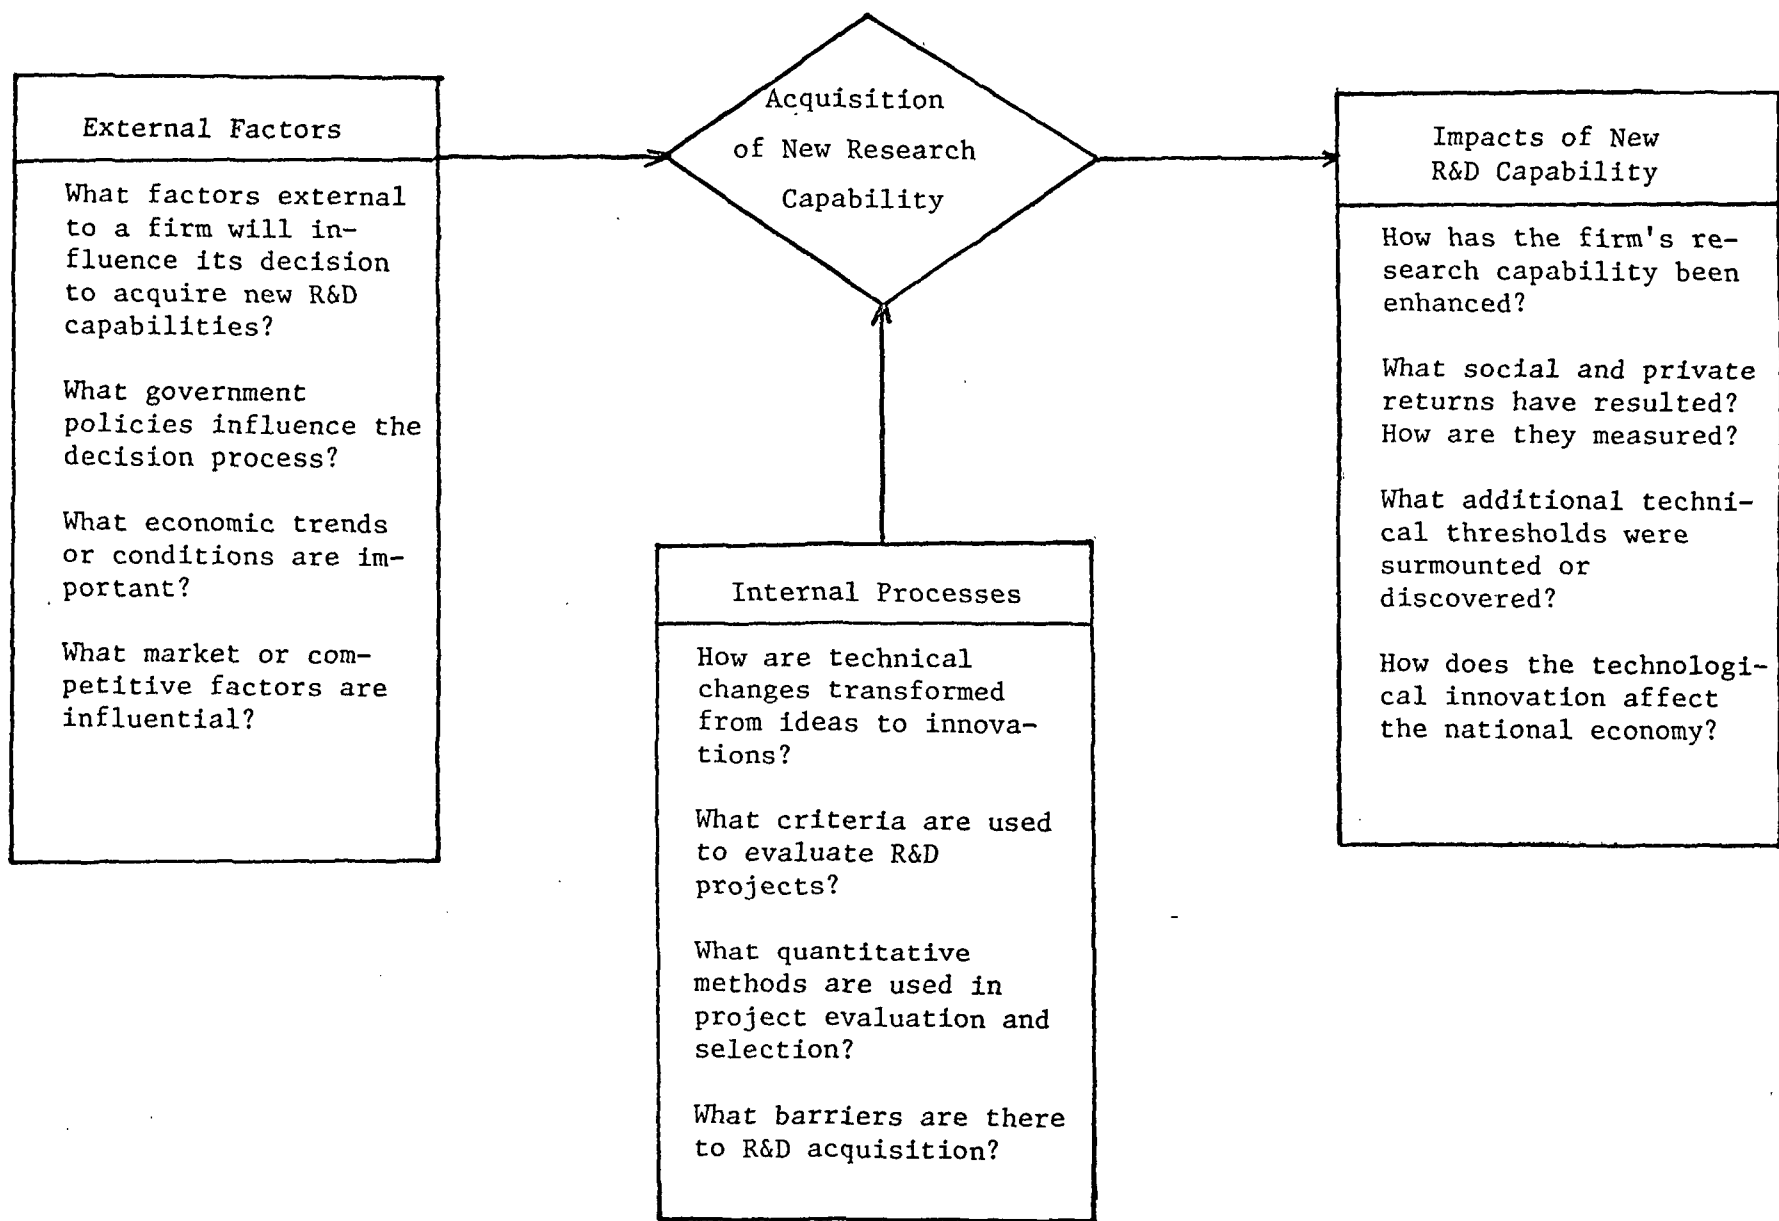 External Factors
What factors external
to a firm will in-
fluence its decision
to acquire new R&D
capabilities?
What government
policies influence the
decision process?
What economic trends
or conditions are im-
portant?
What market or com-
petitive factors are
influential?
Acquisition
of New Research
Capability
Internal Processes
How are technical
changes transformed
from ideas to innova-
tions?
What criteria are used
to evaluate R&D
projects?
What quantitative
methods are used in
project evaluation and
selection?
What barriers are there
to R&D acquisition?
Impacts of New
R&D Capability
How has the firm's re-
search capability been
enhanced?
What social and private
returns have resulted?
How are they measured?
What additional techni-
cal thresholds were
surmounted or
discovered?
How does the technologi-
cal innovation affect
the national economy?